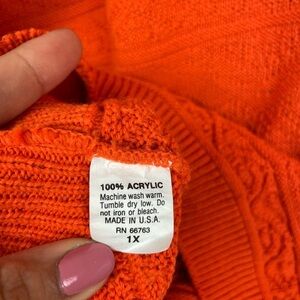 100% ACRYLIC
Machine wash warm.
Tumble dry low. Do
not iron or bleach.
MADE IN U.S.A.
RN 66763
1X